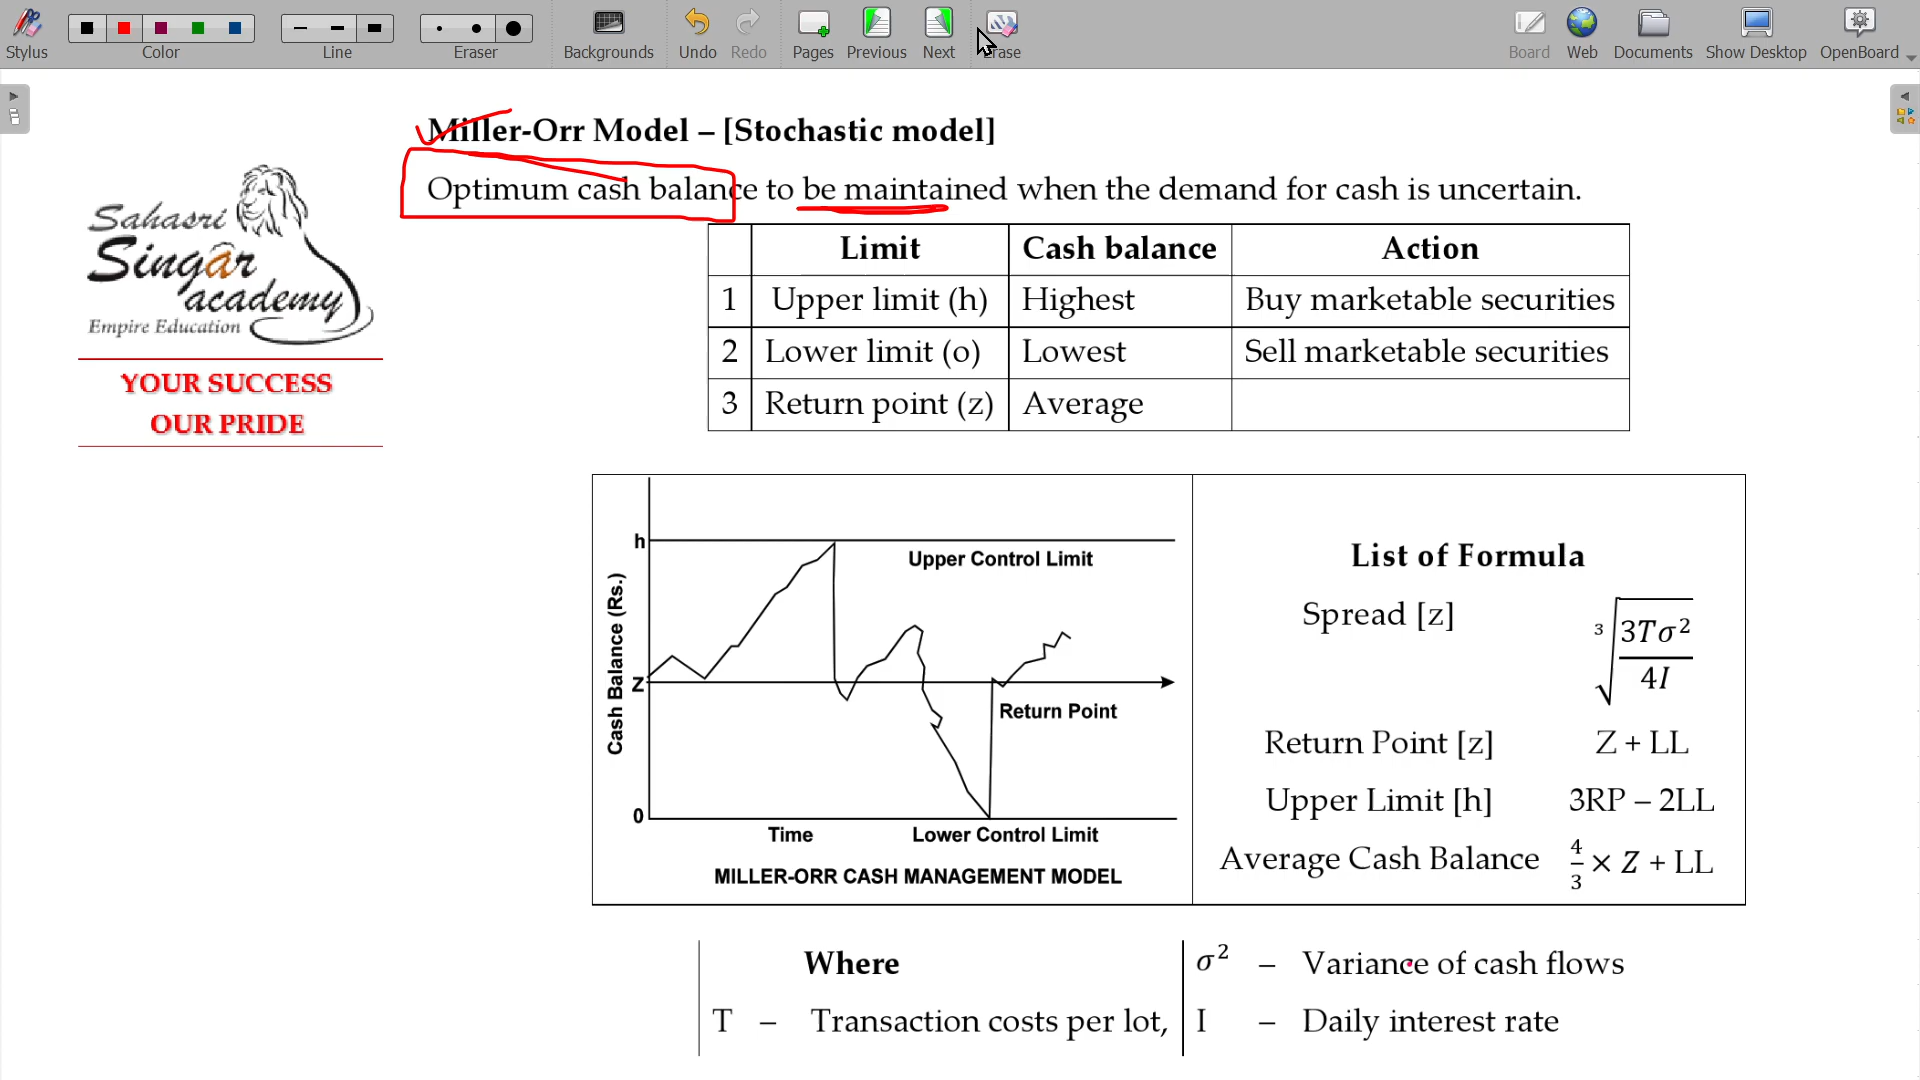 Stylus Color Line Eraser Backgrounds Undo Redo Pages Previous Next Erase Board Web Documents Show Desktop OpenBoard
Miller-Orr Model – [Stochastic model]
Optimum cash balance to be maintained when the demand for cash is uncertain.
Sahasri
Singar
academy
Empire Education
YOUR SUCCESS
OUR PRIDE
Limit Cash balance Action
1 Upper limit (h) Highest Buy marketable securities
2 Lower limit (o) Lowest Sell marketable securities
3 Return point (z) Average
h
Upper Control Limit
Cash Balance (Rs.)
Z
Return Point
0
Time Lower Control Limit
MILLER-ORR CASH MANAGEMENT MODEL
List of Formula
Spread [z] ∛(3Tσ²/4I)
Return Point [z] Z + LL
Upper Limit [h] 3RP – 2LL
Average Cash Balance 4/3 × Z + LL
Where σ² – Variance of cash flows
T – Transaction costs per lot, I – Daily interest rate